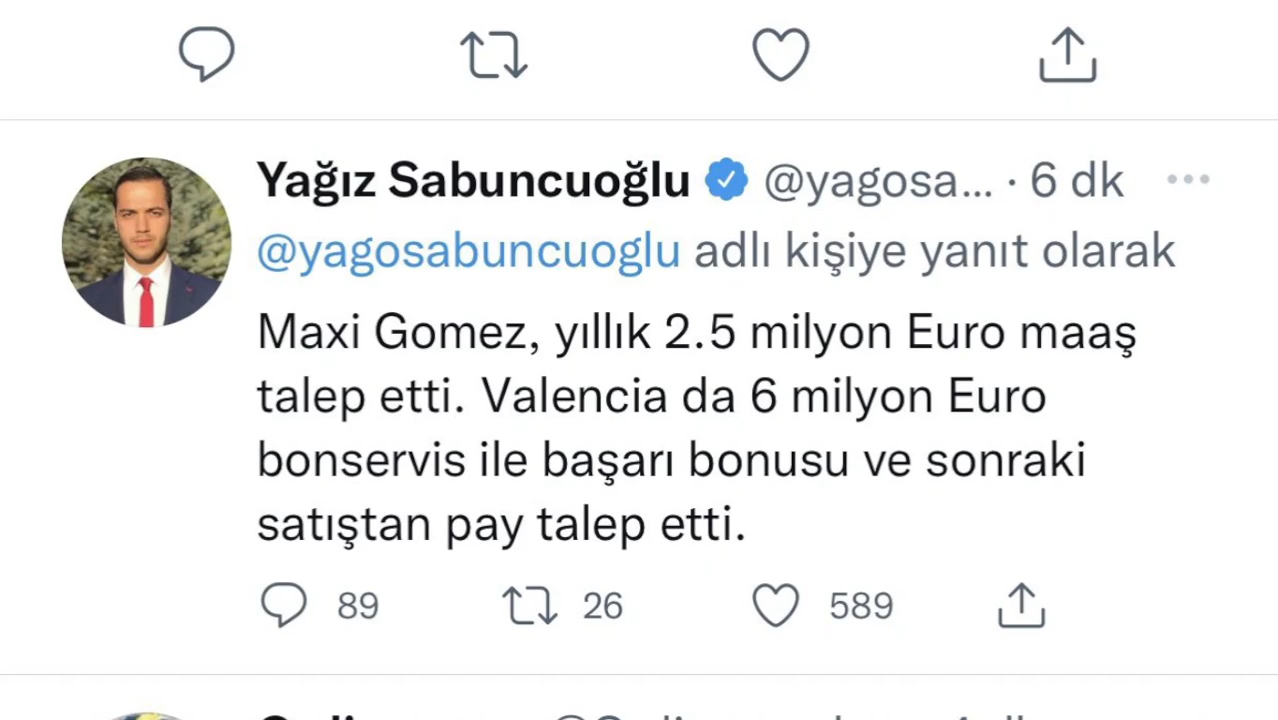 Yağız Sabuncuoğlu @yagosa... · 6 dk
@yagosabuncuoglu adlı kişiye yanıt olarak
Maxi Gomez, yıllık 2.5 milyon Euro maaş
talep etti. Valencia da 6 milyon Euro
bonservis ile başarı bonusu ve sonraki
satıştan pay talep etti.
89 26 589